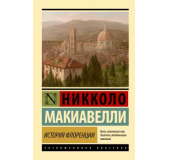 N НИККОЛО
МАКИАВЕЛЛИ
ИСТОРИЯ ФЛОРЕНЦИИ
ЭКСКЛЮЗИВНАЯ КЛАССИКА